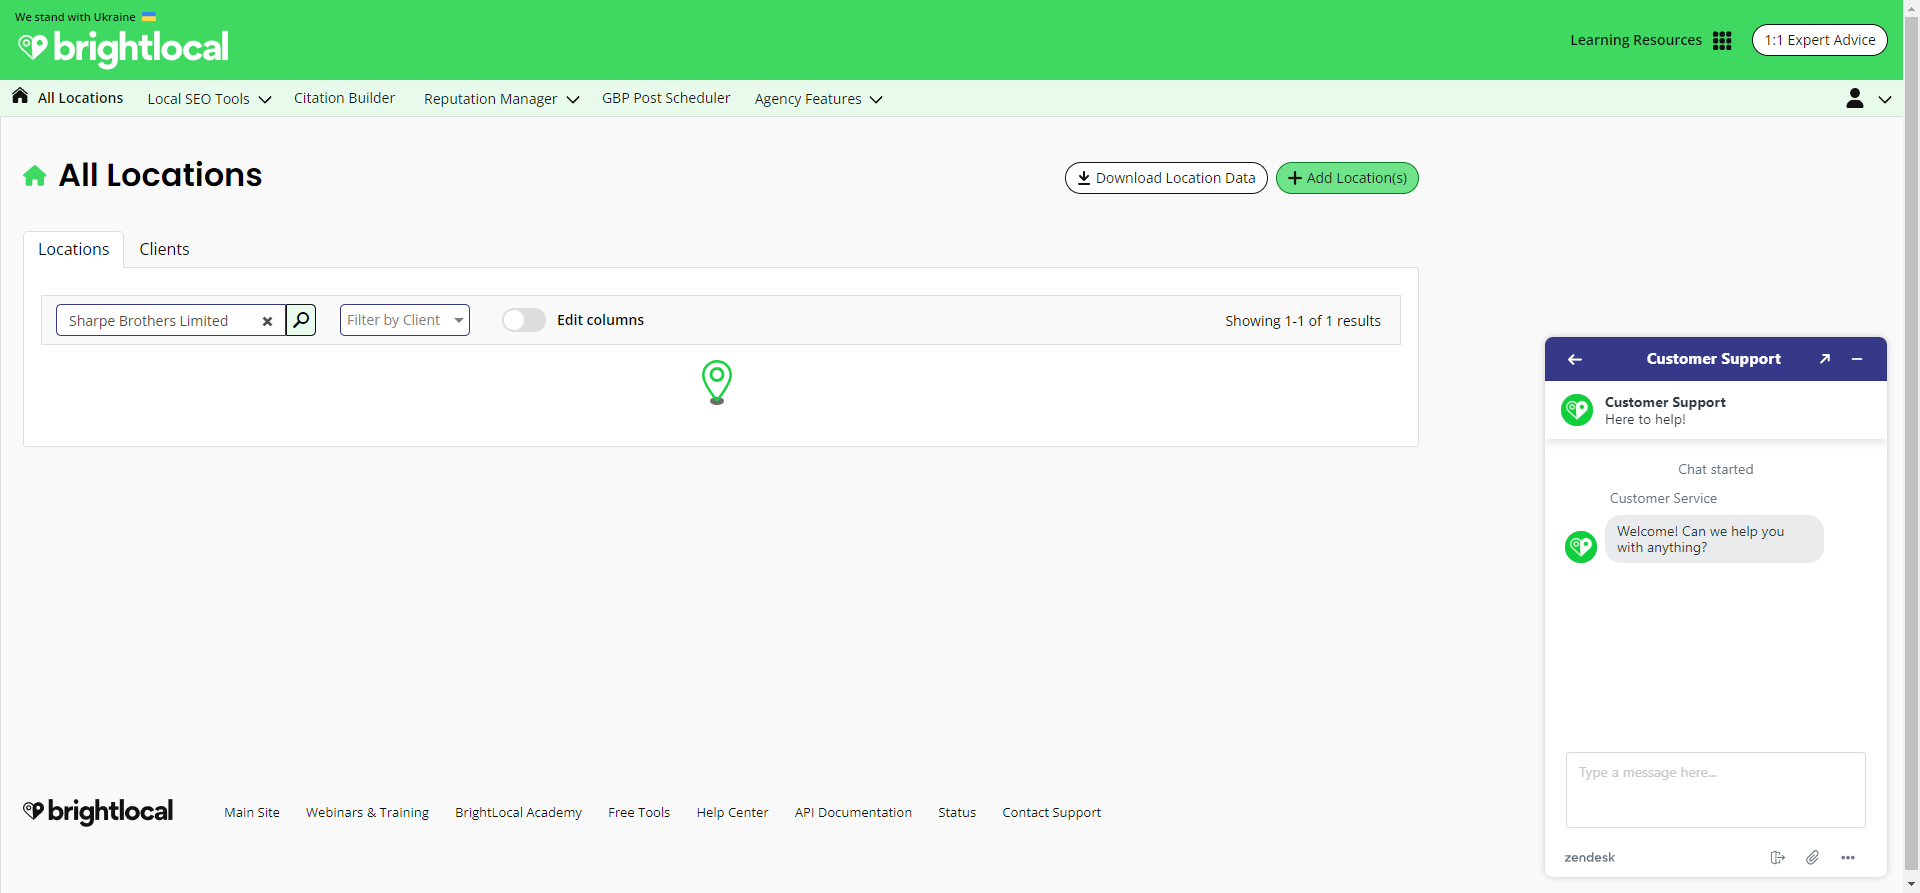 We stand with Ukraine
brightlocal
Learning Resources
1:1 Expert Advice
All Locations
Local SEO Tools
Citation Builder
Reputation Manager
GBP Post Scheduler
Agency Features
All Locations
Download Location Data
Add Location(s)
Locations
Clients
Sharpe Brothers Limited
Filter by Client
Edit columns
Showing 1-1 of 1 results
Customer Support
Customer Support
Here to help!
Chat started
Customer Service
Welcome! Can we help you
with anything?
Type a message here...
zendesk
brightlocal
Main Site
Webinars & Training
BrightLocal Academy
Free Tools
Help Center
API Documentation
Status
Contact Support